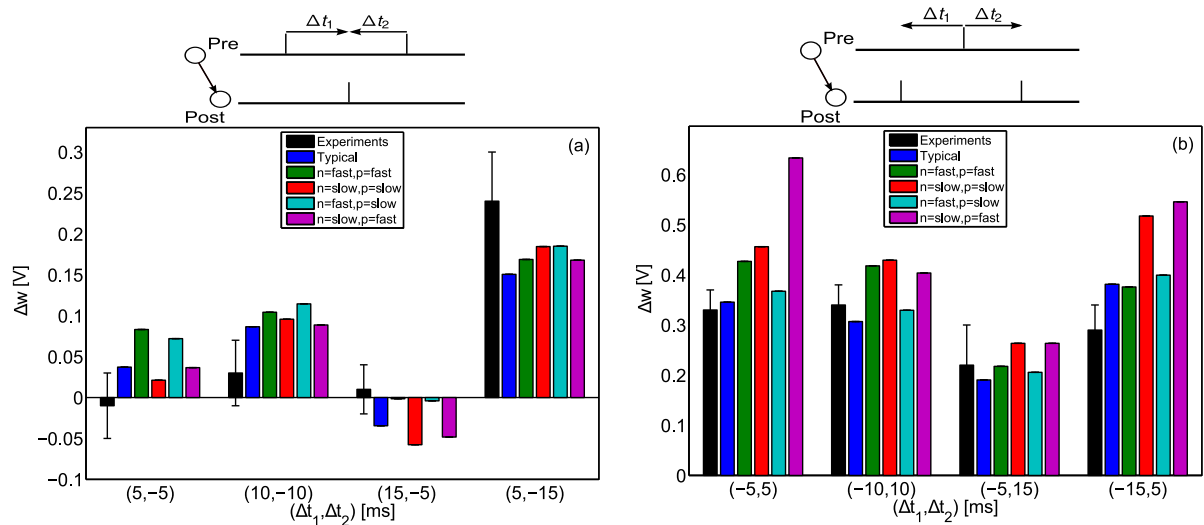 Δt1 Δt2
Pre
Post
(a)
Experiments
Typical
n=fast,p=fast
n=slow,p=slow
n=fast,p=slow
n=slow,p=fast
0.3
0.25
0.2
0.15
0.1
0.05
0
−0.05
−0.1
Δw [V]
(5,−5) (10,−10) (15,−5) (5,−15)
(Δt1,Δt2) [ms]
Δt1 Δt2
Pre
Post
(b)
Experiments
Typical
n=fast,p=fast
n=slow,p=slow
n=fast,p=slow
n=slow,p=fast
0.6
0.5
0.4
0.3
0.2
0.1
0
Δw [V]
(−5,5) (−10,10) (−5,15) (−15,5)
(Δt1,Δt2) [ms]